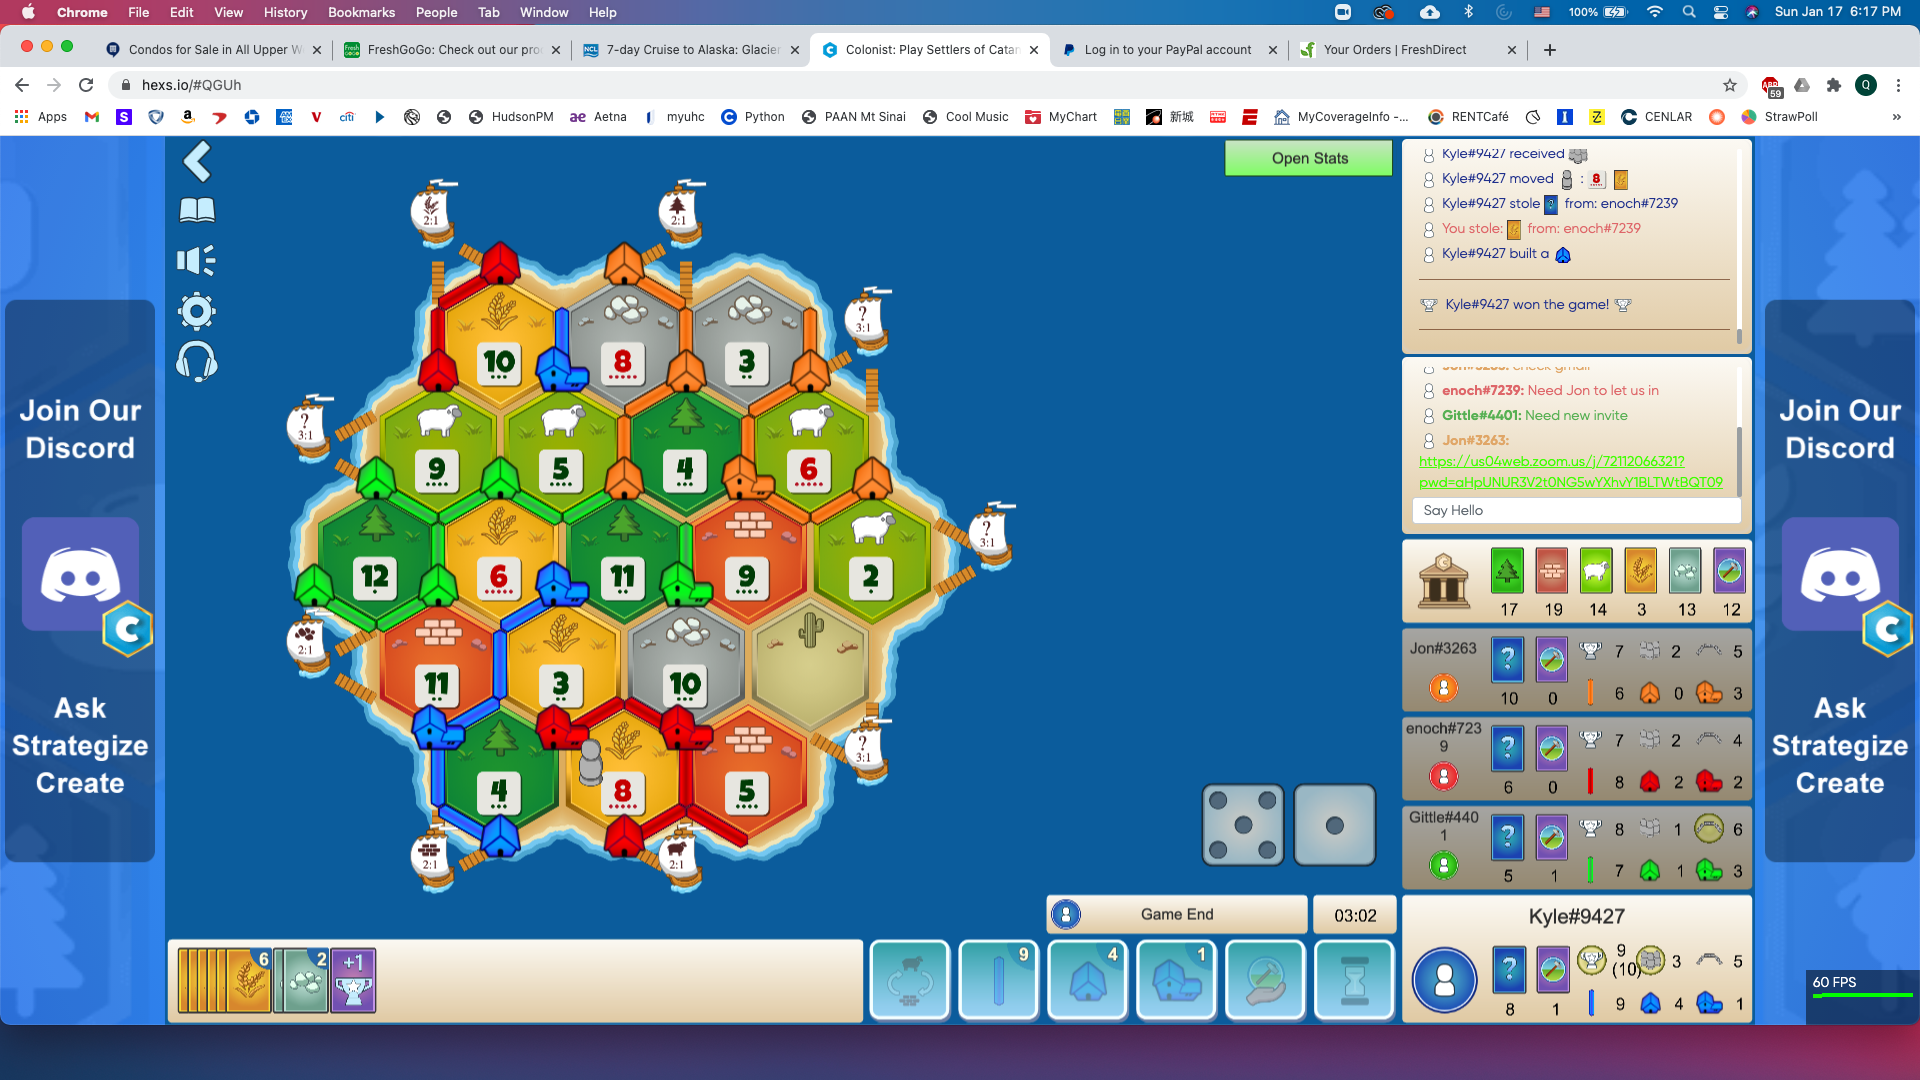 Chrome File Edit View History Bookmarks People Tab Window Help 100% Sun Jan 17 6:17 PM
Condos for Sale in All Upper W FreshGoGo: Check out our pro 7-day Cruise to Alaska: Glacier Colonist: Play Settlers of Catan Log in to your PayPal account Your Orders | FreshDirect
hexs.io/#QGUh 59 Q
Apps HudsonPM ae Aetna myuhc Python PAAN Mt Sinai Cool Music MyChart 新城 MyCoverageInfo -... RENTCafé CENLAR StrawPoll »
Open Stats
Kyle#9427 received
Kyle#9427 moved : 8
Kyle#9427 stole ? from: enoch#7239
You stole: from: enoch#7239
Kyle#9427 built a
Kyle#9427 won the game!
Jon#3263: check gmail
enoch#7239: Need Jon to let us in
Gittle#4401: Need new invite
Jon#3263:
https://us04web.zoom.us/j/72112066321?
pwd=aHpUNUR3V2t0NG5wYXhvY1BLTWtBQT09
Say Hello
17 19 14 3 13 12
Jon#3263 7 2 5
10 0 6 0 3
enoch#723
9 7 2 4
6 0 8 2 2
Gittle#440
1 8 1 6
5 1 7 1 3
Kyle#9427
9 (10) 3 5
8 1 9 4 1
2:1 2:1
? 3:1
10 8 3
? 3:1
9 5 4 6
? 3:1
12 6 11 9 2
2:1
11 3 10
? 3:1
4 8 5
2:1 2:1
Game End 03:02
6 2 +1 9 4 1
60 FPS
Join Our
Discord
Ask
Strategize
Create
Join Our
Discord
Ask
Strategize
Create